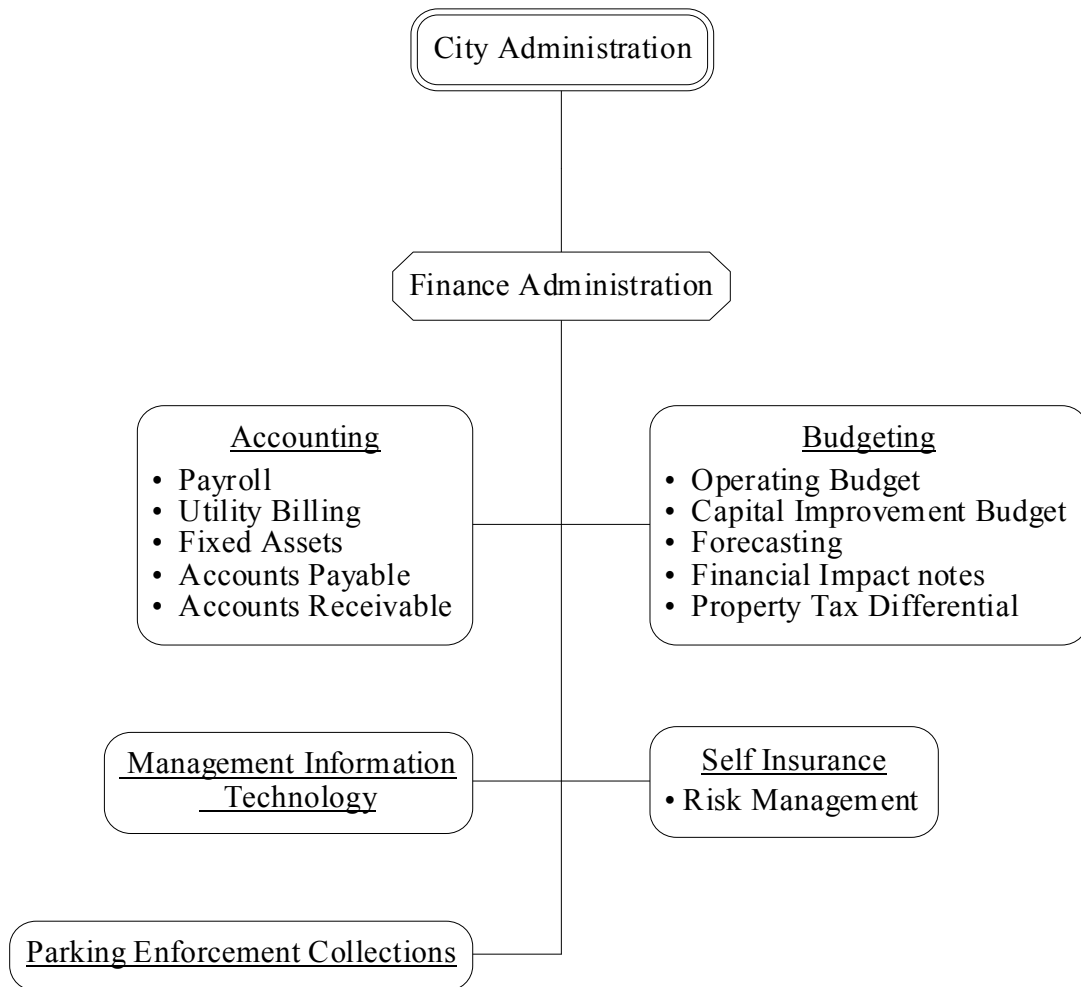 City Administration
Finance Administration
Accounting
• Payroll
• Utility Billing
• Fixed Assets
• Accounts Payable
• Accounts Receivable
Budgeting
• Operating Budget
• Capital Improvement Budget
• Forecasting
• Financial Impact notes
• Property Tax Differential
Management Information
Technology
Self Insurance
• Risk Management
Parking Enforcement Collections